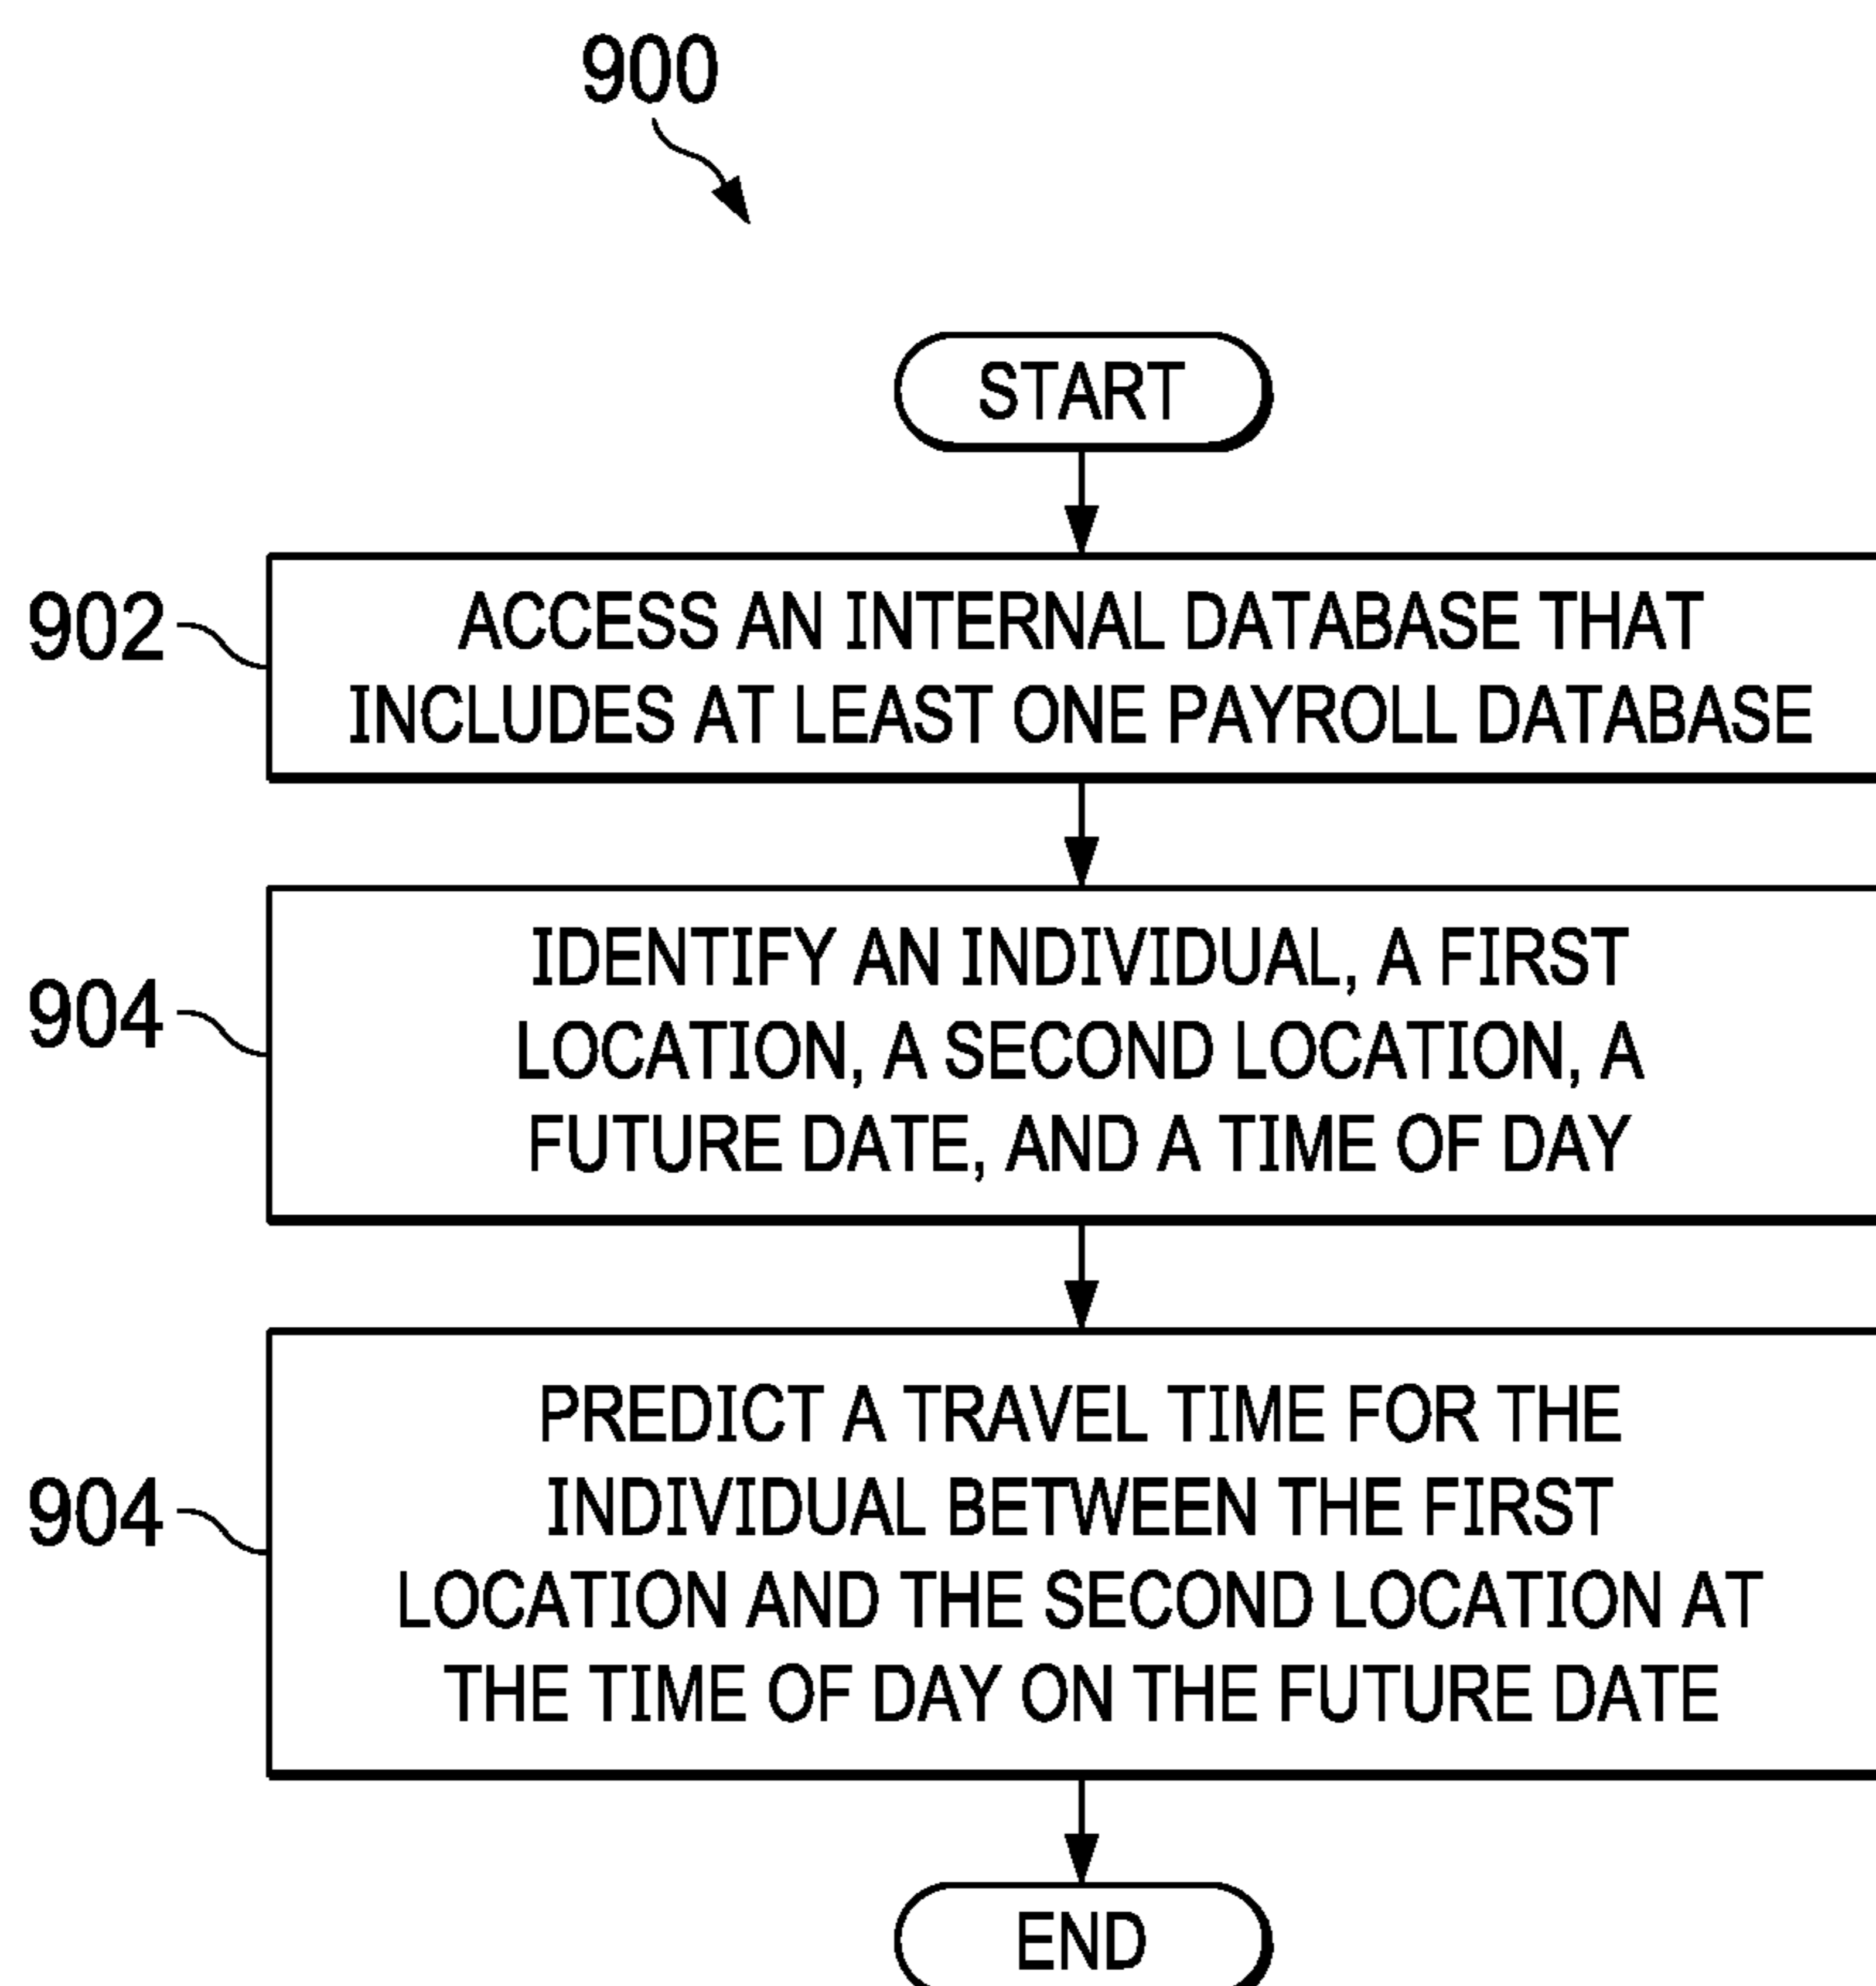 900
START
902
ACCESS AN INTERNAL DATABASE THAT
INCLUDES AT LEAST ONE PAYROLL DATABASE
904
IDENTIFY AN INDIVIDUAL, A FIRST
LOCATION, A SECOND LOCATION, A
FUTURE DATE, AND A TIME OF DAY
904
PREDICT A TRAVEL TIME FOR THE
INDIVIDUAL BETWEEN THE FIRST
LOCATION AND THE SECOND LOCATION AT
THE TIME OF DAY ON THE FUTURE DATE
END